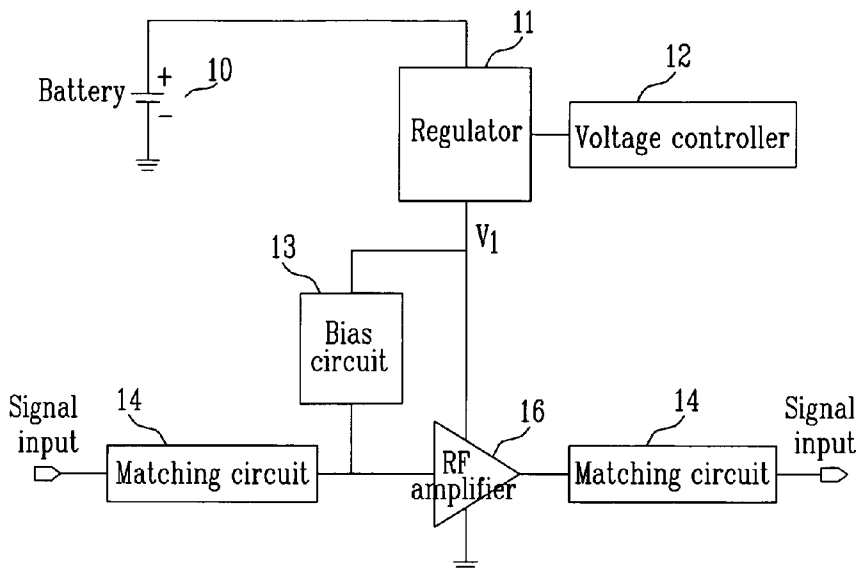 11
12
10
Battery
+
−
Regulator
Voltage controller
V1
13
Bias
circuit
Signal
input
14
Matching circuit
16
RF
amplifier
14
Matching circuit
Signal
input